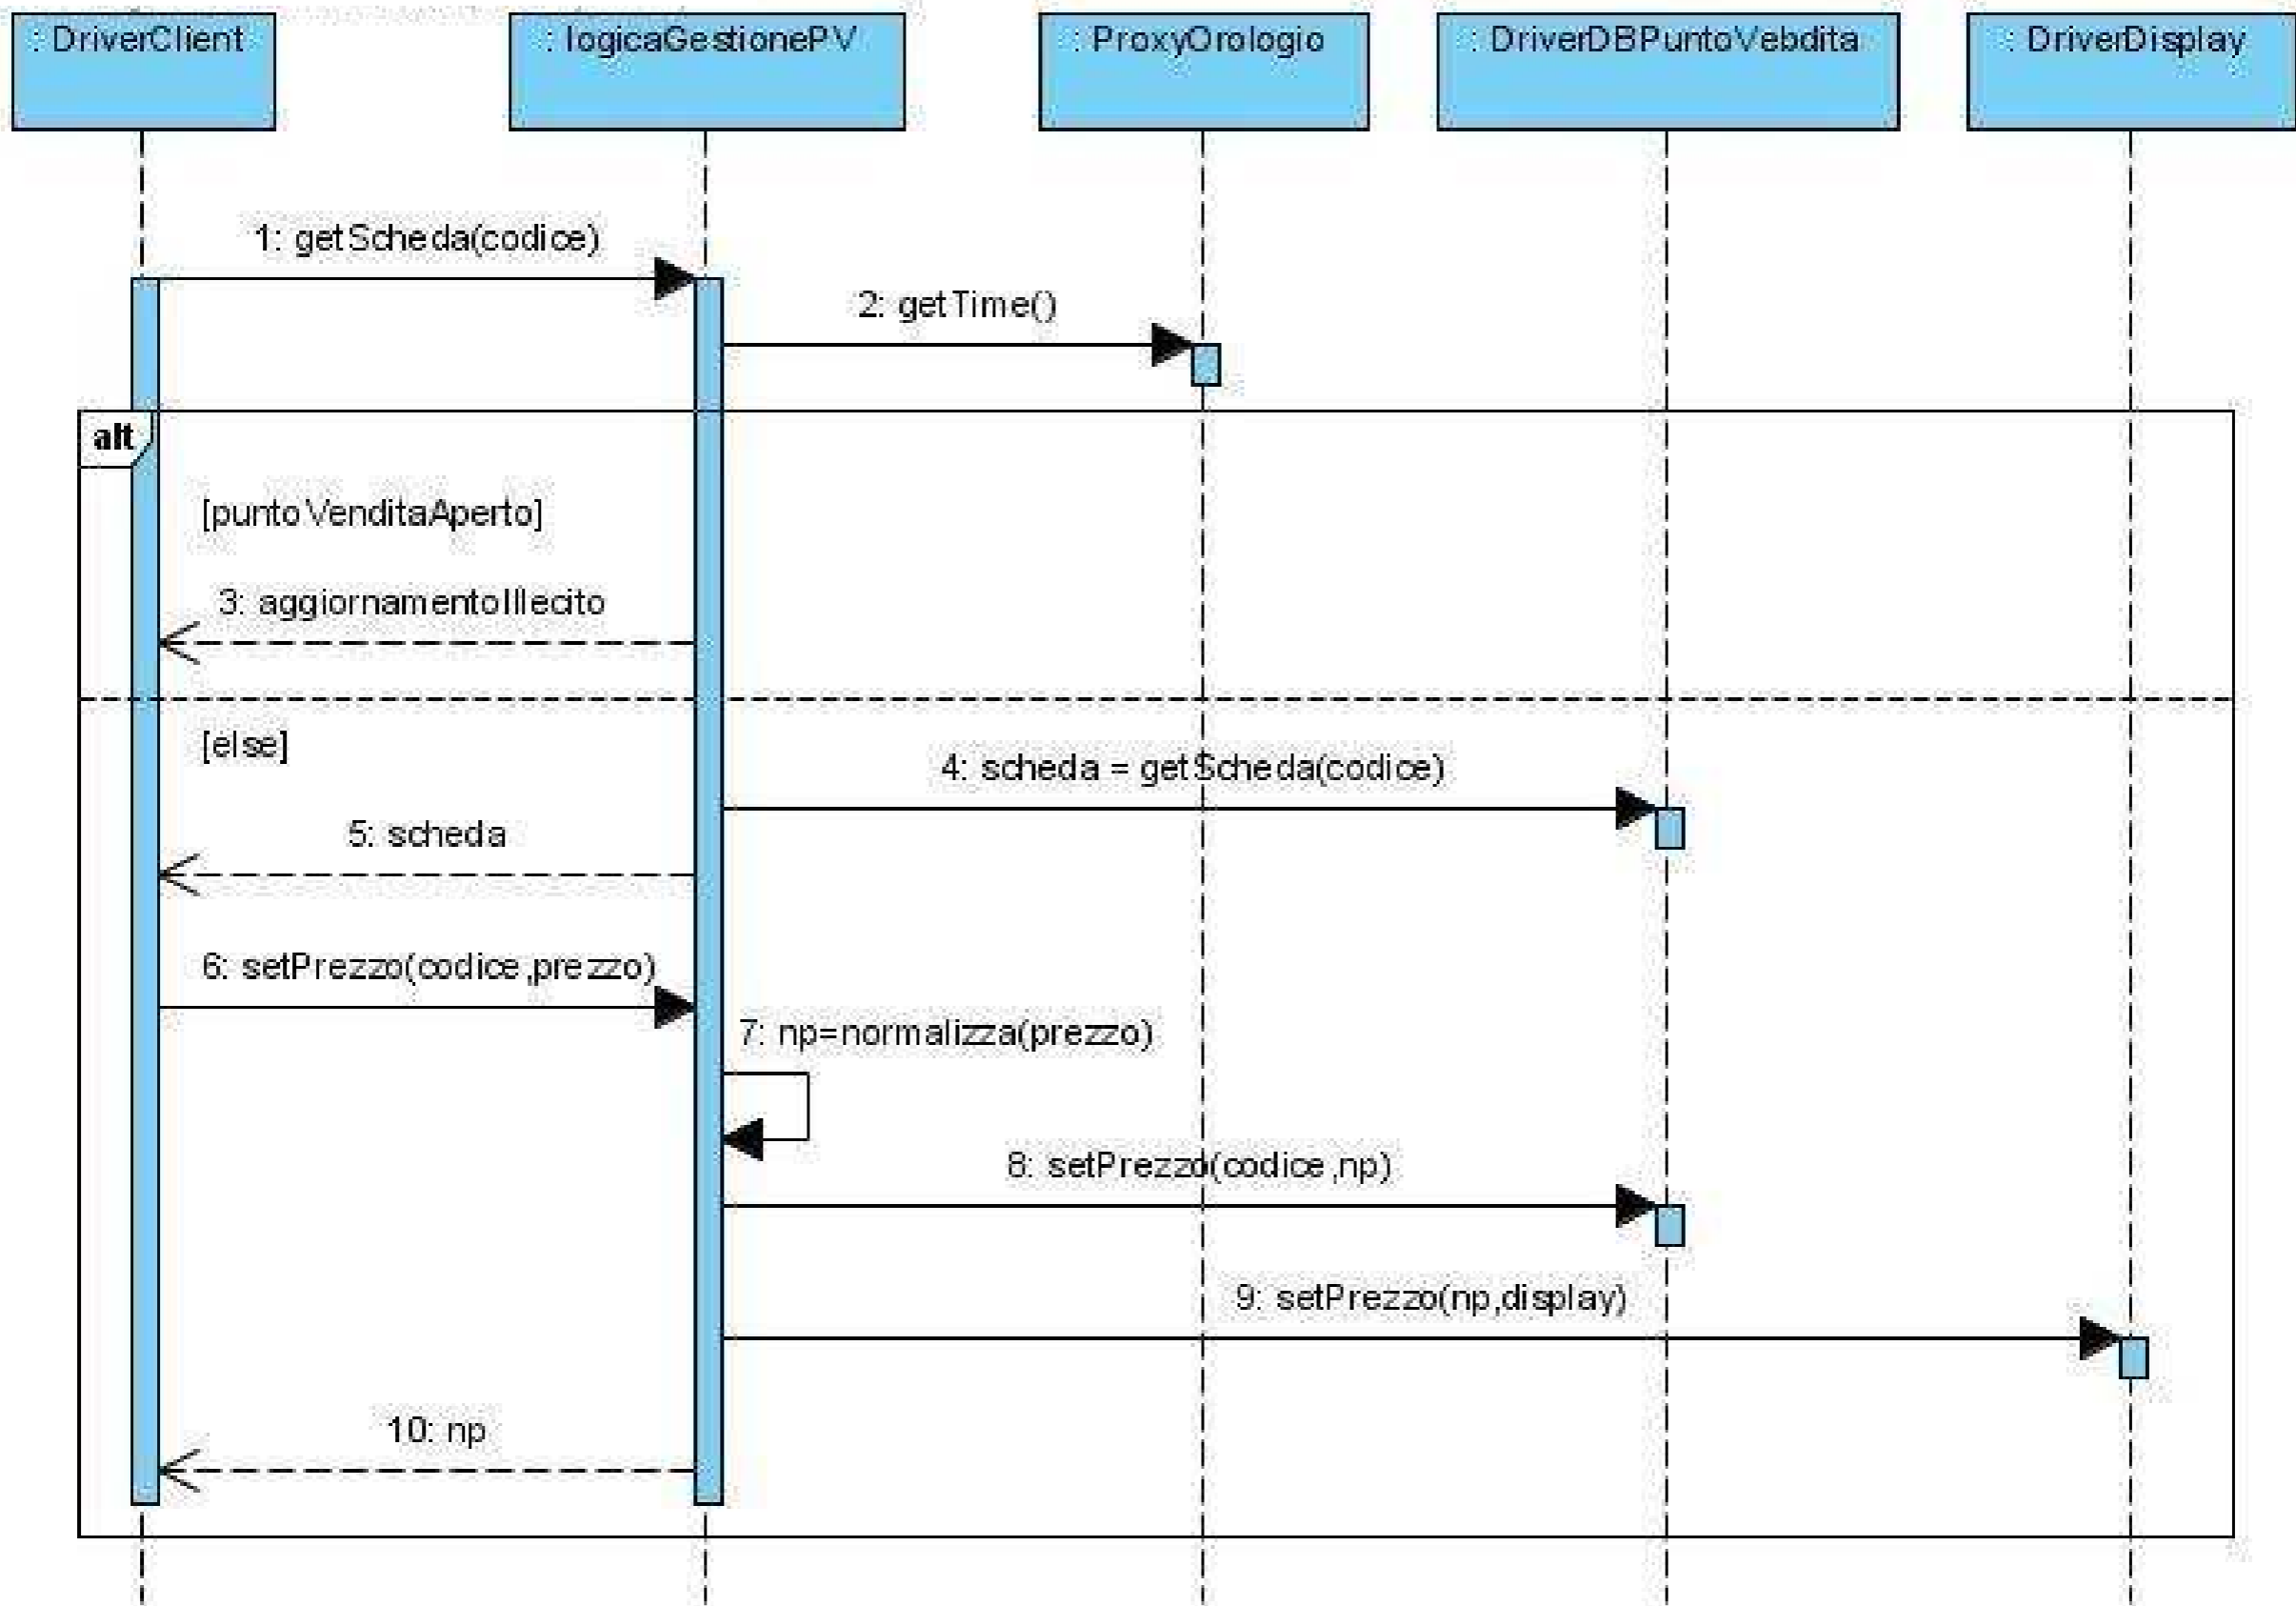 : DriverClient
: logicaGestionePV
: ProxyOrologio
: DriverDBPuntoVebdita
: DriverDisplay
1: getScheda(codice)
2: getTime()
alt
[puntoVenditaAperto]
3: aggiornamentoIllecito
[else]
4: scheda = getScheda(codice)
5: scheda
6: setPrezzo(codice,prezzo)
7: np=normalizza(prezzo)
8: setPrezzo(codice,np)
9: setPrezzo(np,display)
10: np